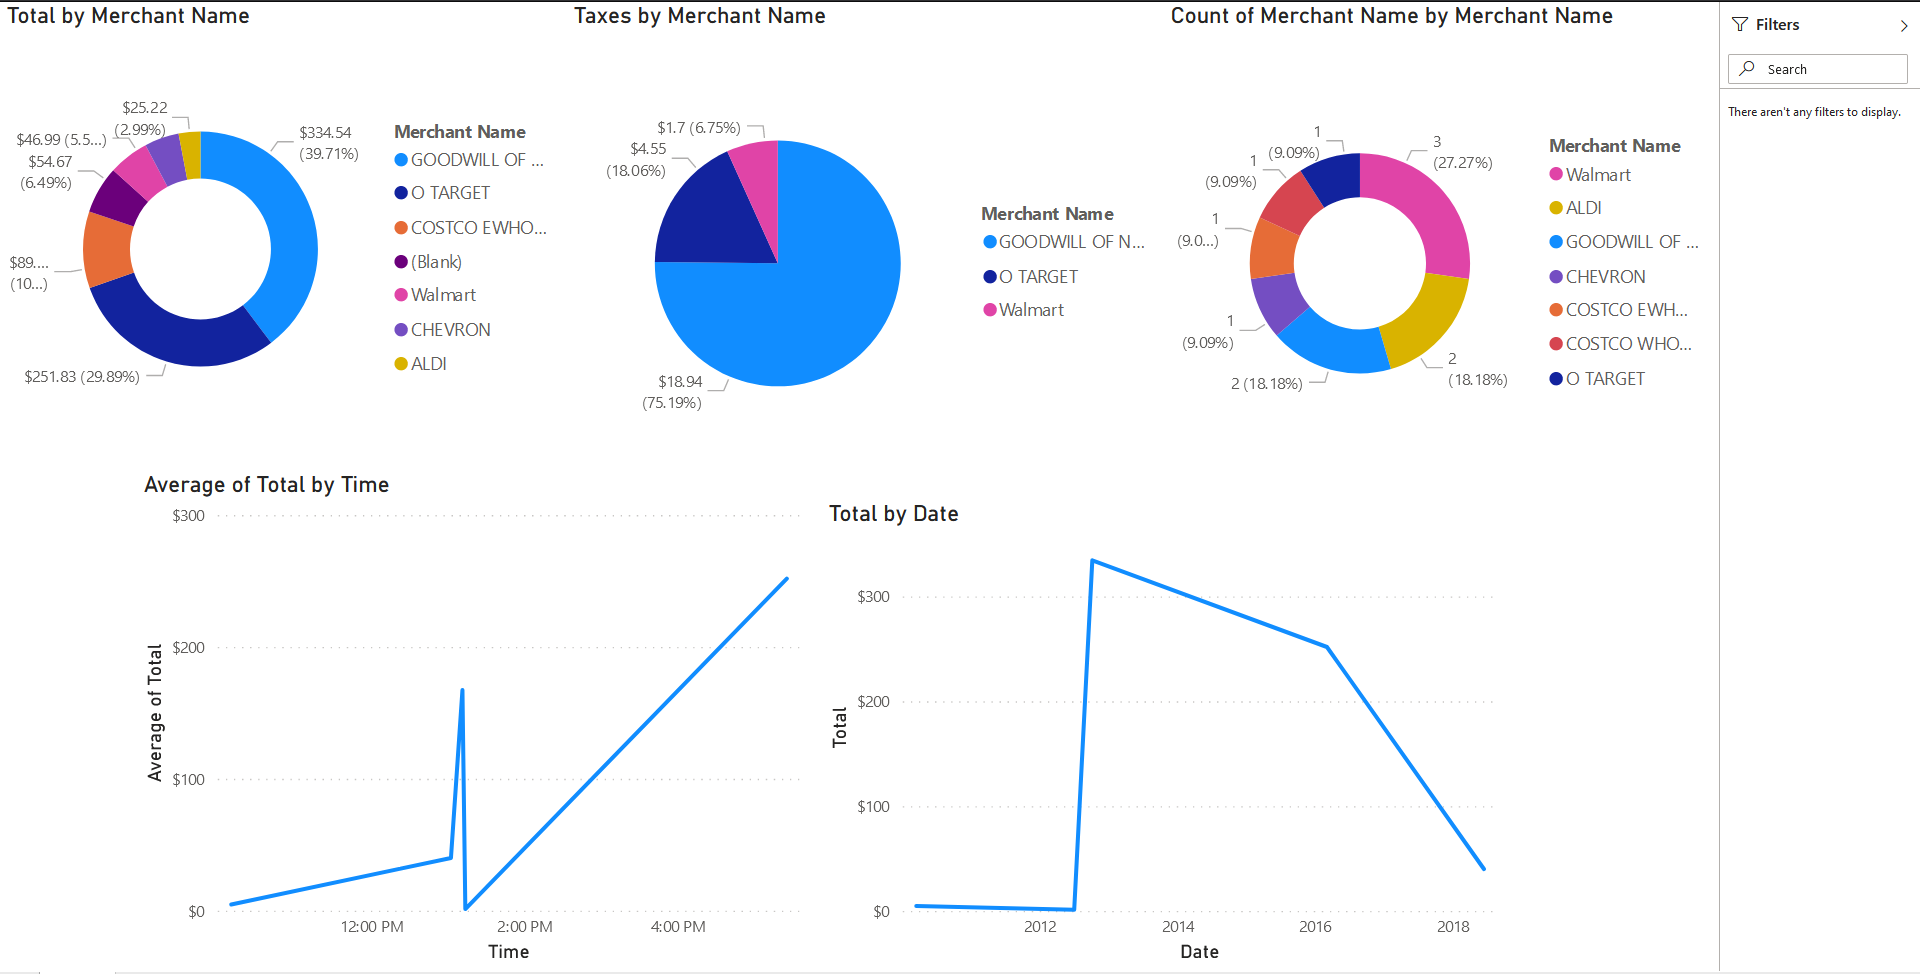 Total by Merchant Name
$25.22
(2.99%)
$46.99 (5.5...)
$54.67
(6.49%)
$89....
(10...)
$251.83 (29.89%)
$334.54
(39.71%)
Merchant Name
GOODWILL OF ...
O TARGET
COSTCO EWHO...
(Blank)
Walmart
CHEVRON
ALDI
Taxes by Merchant Name
$1.7 (6.75%)
$4.55
(18.06%)
$18.94
(75.19%)
Merchant Name
GOODWILL OF N...
O TARGET
Walmart
Count of Merchant Name by Merchant Name
1
(9.09%)
1
(9.09%)
1
(9.0...)
1
(9.09%)
2 (18.18%)
2
(18.18%)
3
(27.27%)
Merchant Name
Walmart
ALDI
GOODWILL OF ...
CHEVRON
COSTCO EWH...
COSTCO WHO...
O TARGET
Filters
Search
There aren't any filters to display.
Average of Total by Time
Average of Total
$300
$200
$100
$0
12:00 PM
2:00 PM
4:00 PM
Time
Total by Date
Total
$300
$200
$100
$0
2012
2014
2016
2018
Date